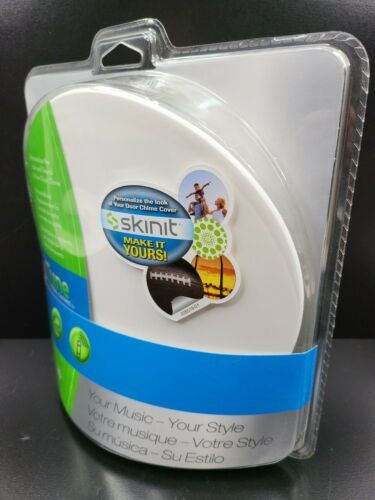 Personalize the look
of Your Door Chime Cover
skinit
MAKE IT
YOURS!
Your Music – Your Style
Votre musique – Votre Style
Su música – Su Estilo